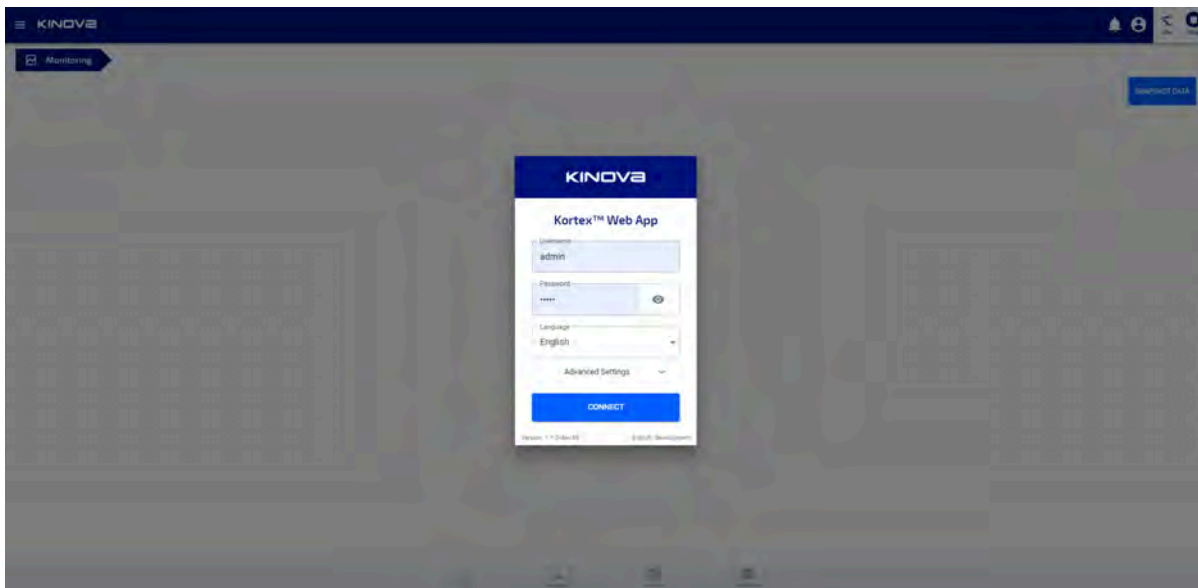 KINOVA
Monitoring
SNAPSHOT DATA
KINOVA
Kortex™ Web App
Username
admin
Password
•••••
Language
English
Advanced Settings
CONNECT